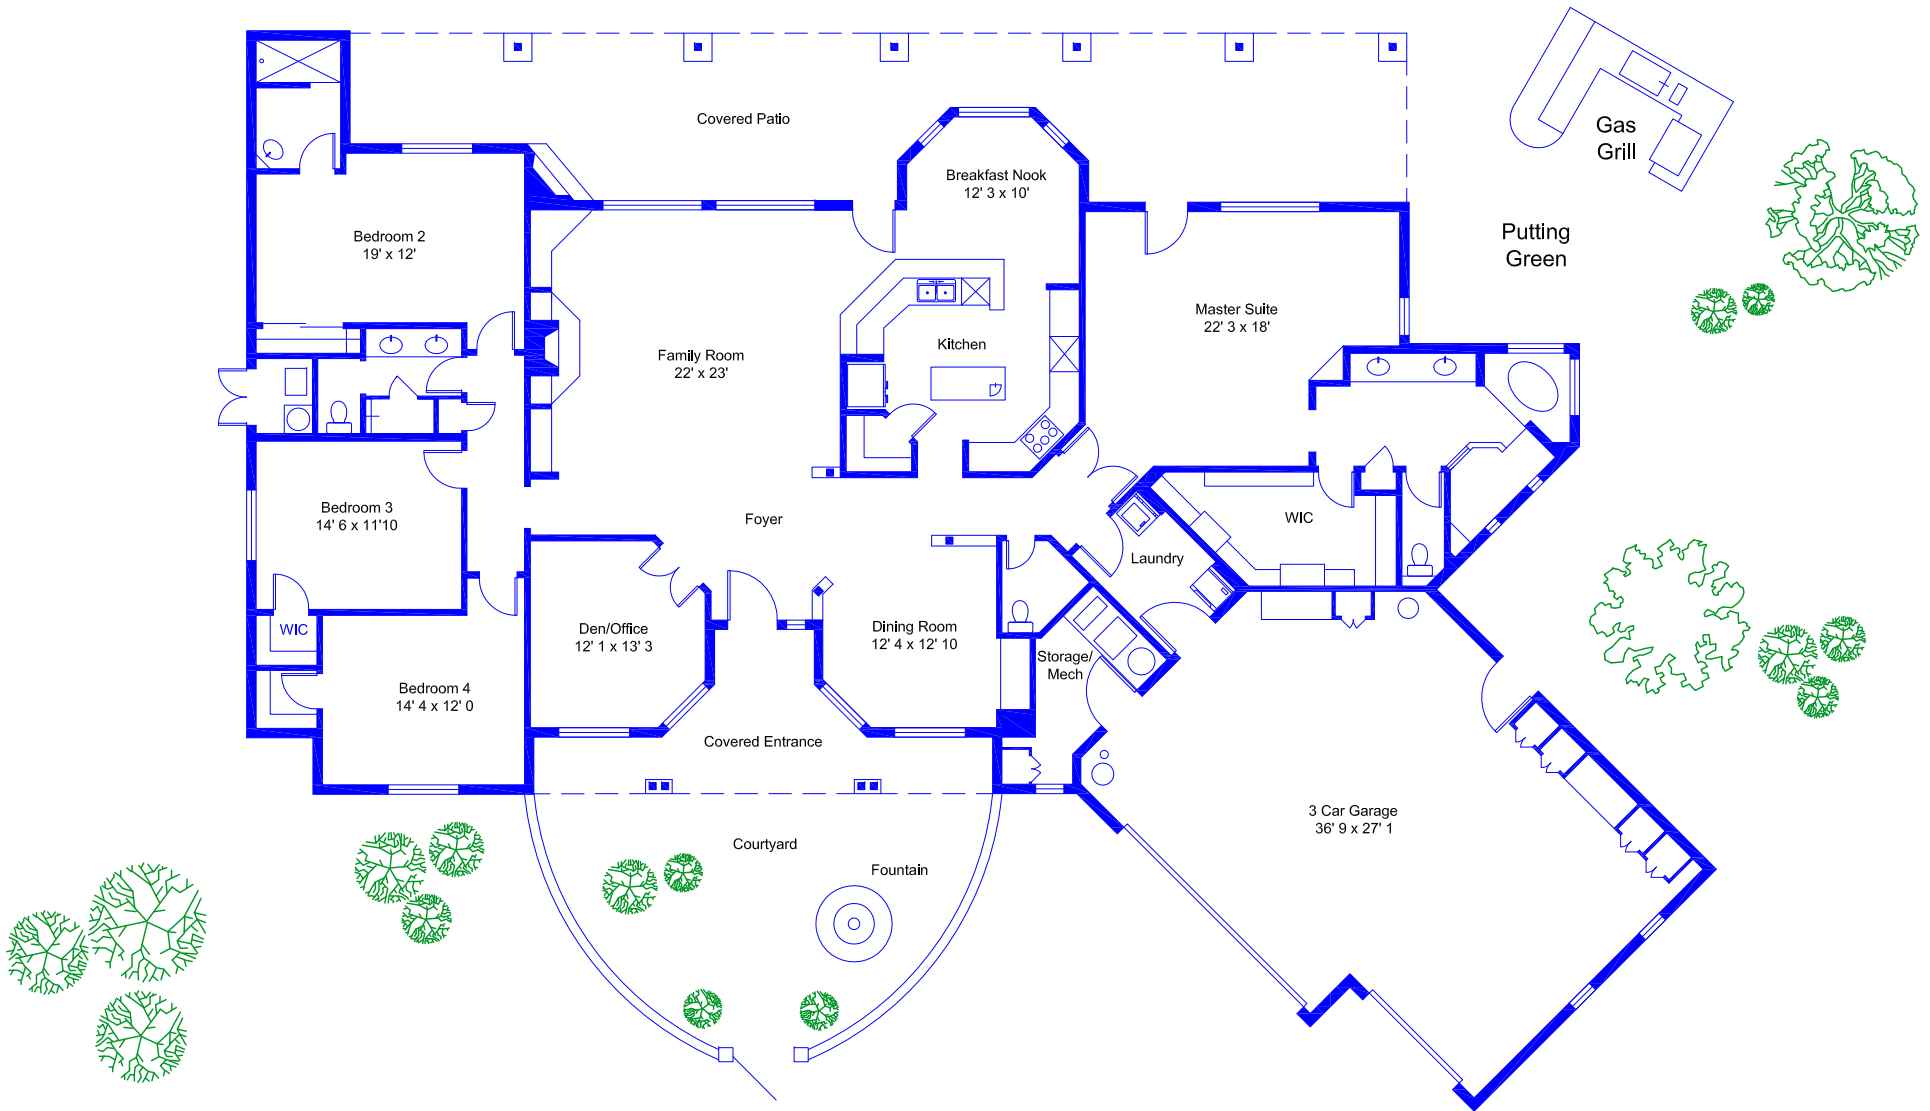 Covered Patio
Gas
Grill
Breakfast Nook
12' 3 x 10'
Bedroom 2
19' x 12'
Putting
Green
Master Suite
22' 3 x 18'
Family Room
22' x 23'
Kitchen
Bedroom 3
14' 6 x 11'10
Foyer
WIC
Laundry
WIC
Den/Office
12' 1 x 13' 3
Dining Room
12' 4 x 12' 10
Storage/
Mech
Bedroom 4
14' 4 x 12' 0
Covered Entrance
3 Car Garage
36' 9 x 27' 1
Courtyard
Fountain